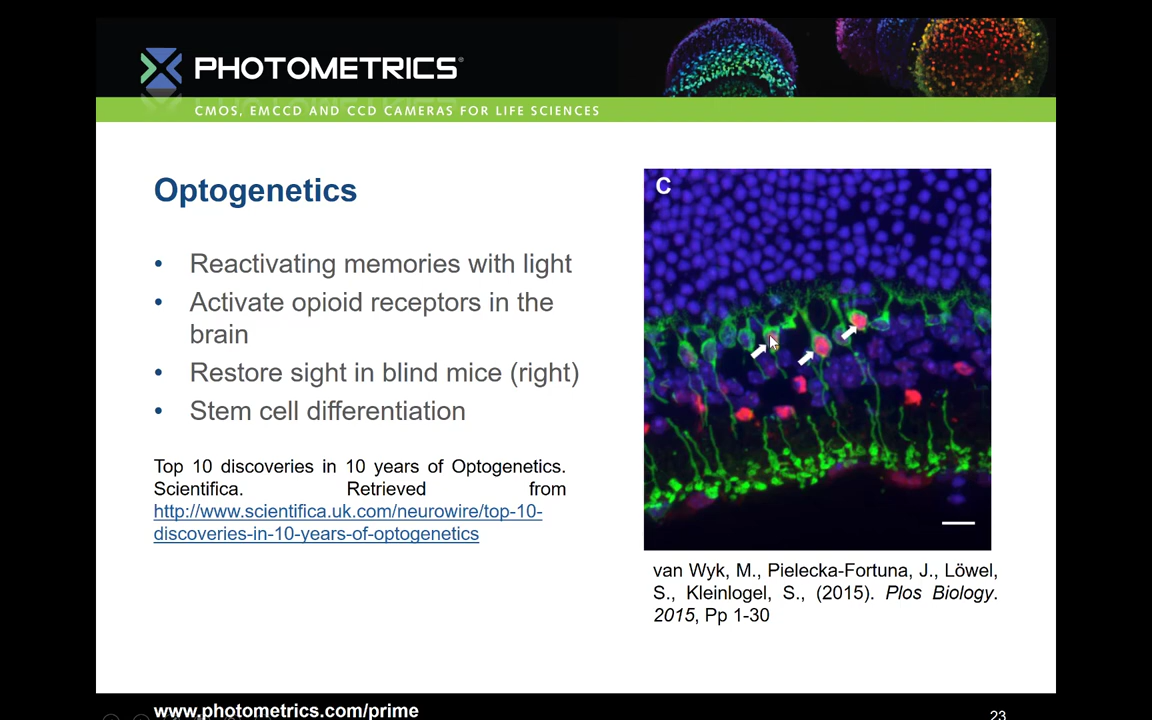 PHOTOMETRICS®
CMOS, EMCCD AND CCD CAMERAS FOR LIFE SCIENCES
Optogenetics
• Reactivating memories with light
• Activate opioid receptors in the
brain
• Restore sight in blind mice (right)
• Stem cell differentiation
Top 10 discoveries in 10 years of Optogenetics.
Scientifica. Retrieved from
http://www.scientifica.uk.com/neurowire/top-10-
discoveries-in-10-years-of-optogenetics
C
van Wyk, M., Pielecka-Fortuna, J., Löwel,
S., Kleinlogel, S., (2015). Plos Biology.
2015, Pp 1-30
www.photometrics.com/prime
23